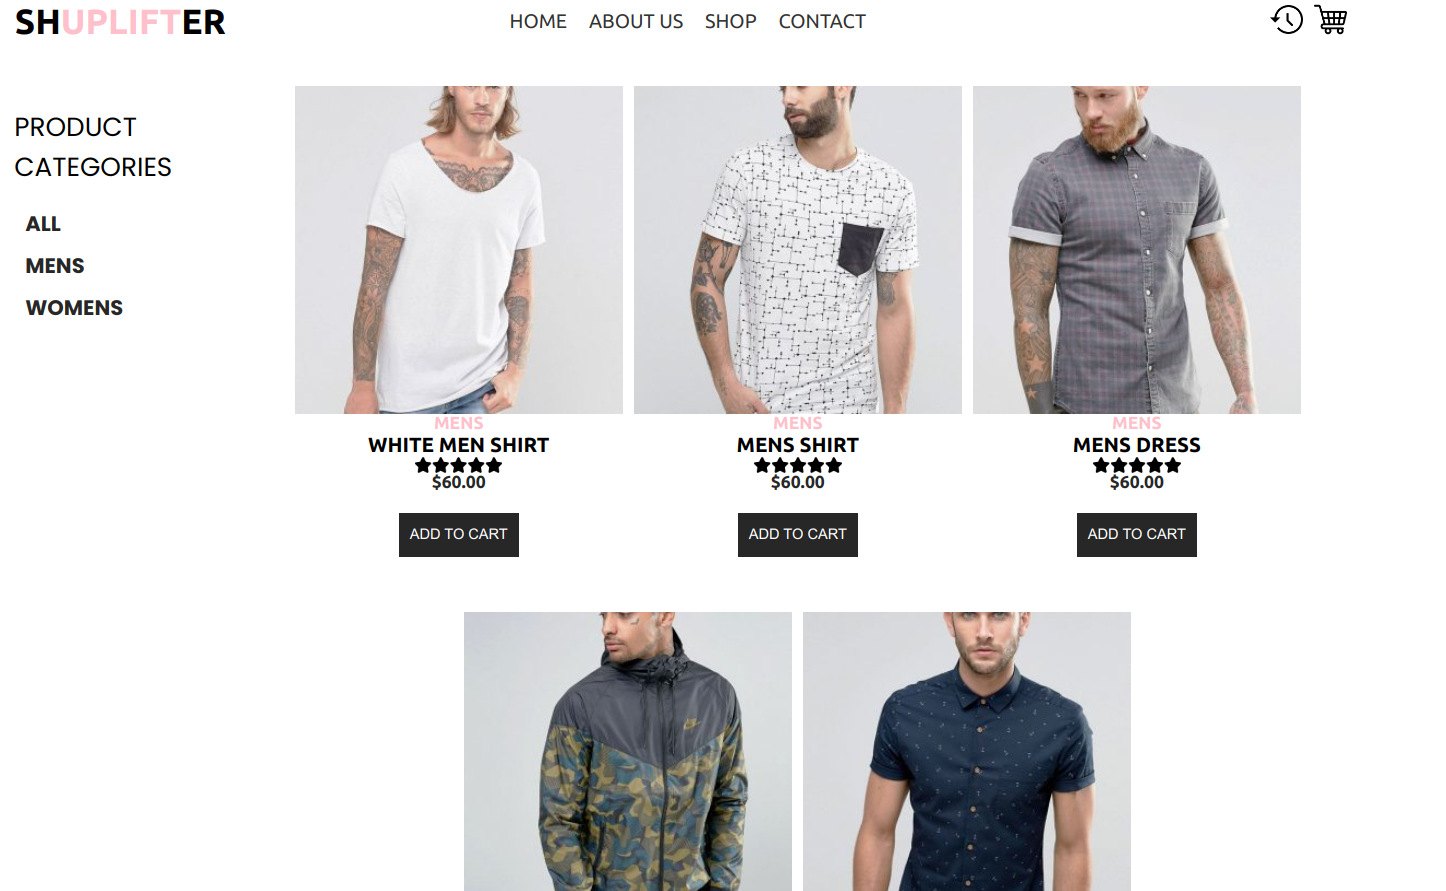 SHUPLIFTER
HOME ABOUT US SHOP CONTACT
PRODUCT
CATEGORIES
ALL
MENS
WOMENS
MENS
WHITE MEN SHIRT
$60.00
ADD TO CART
MENS
MENS SHIRT
$60.00
ADD TO CART
MENS
MENS DRESS
$60.00
ADD TO CART